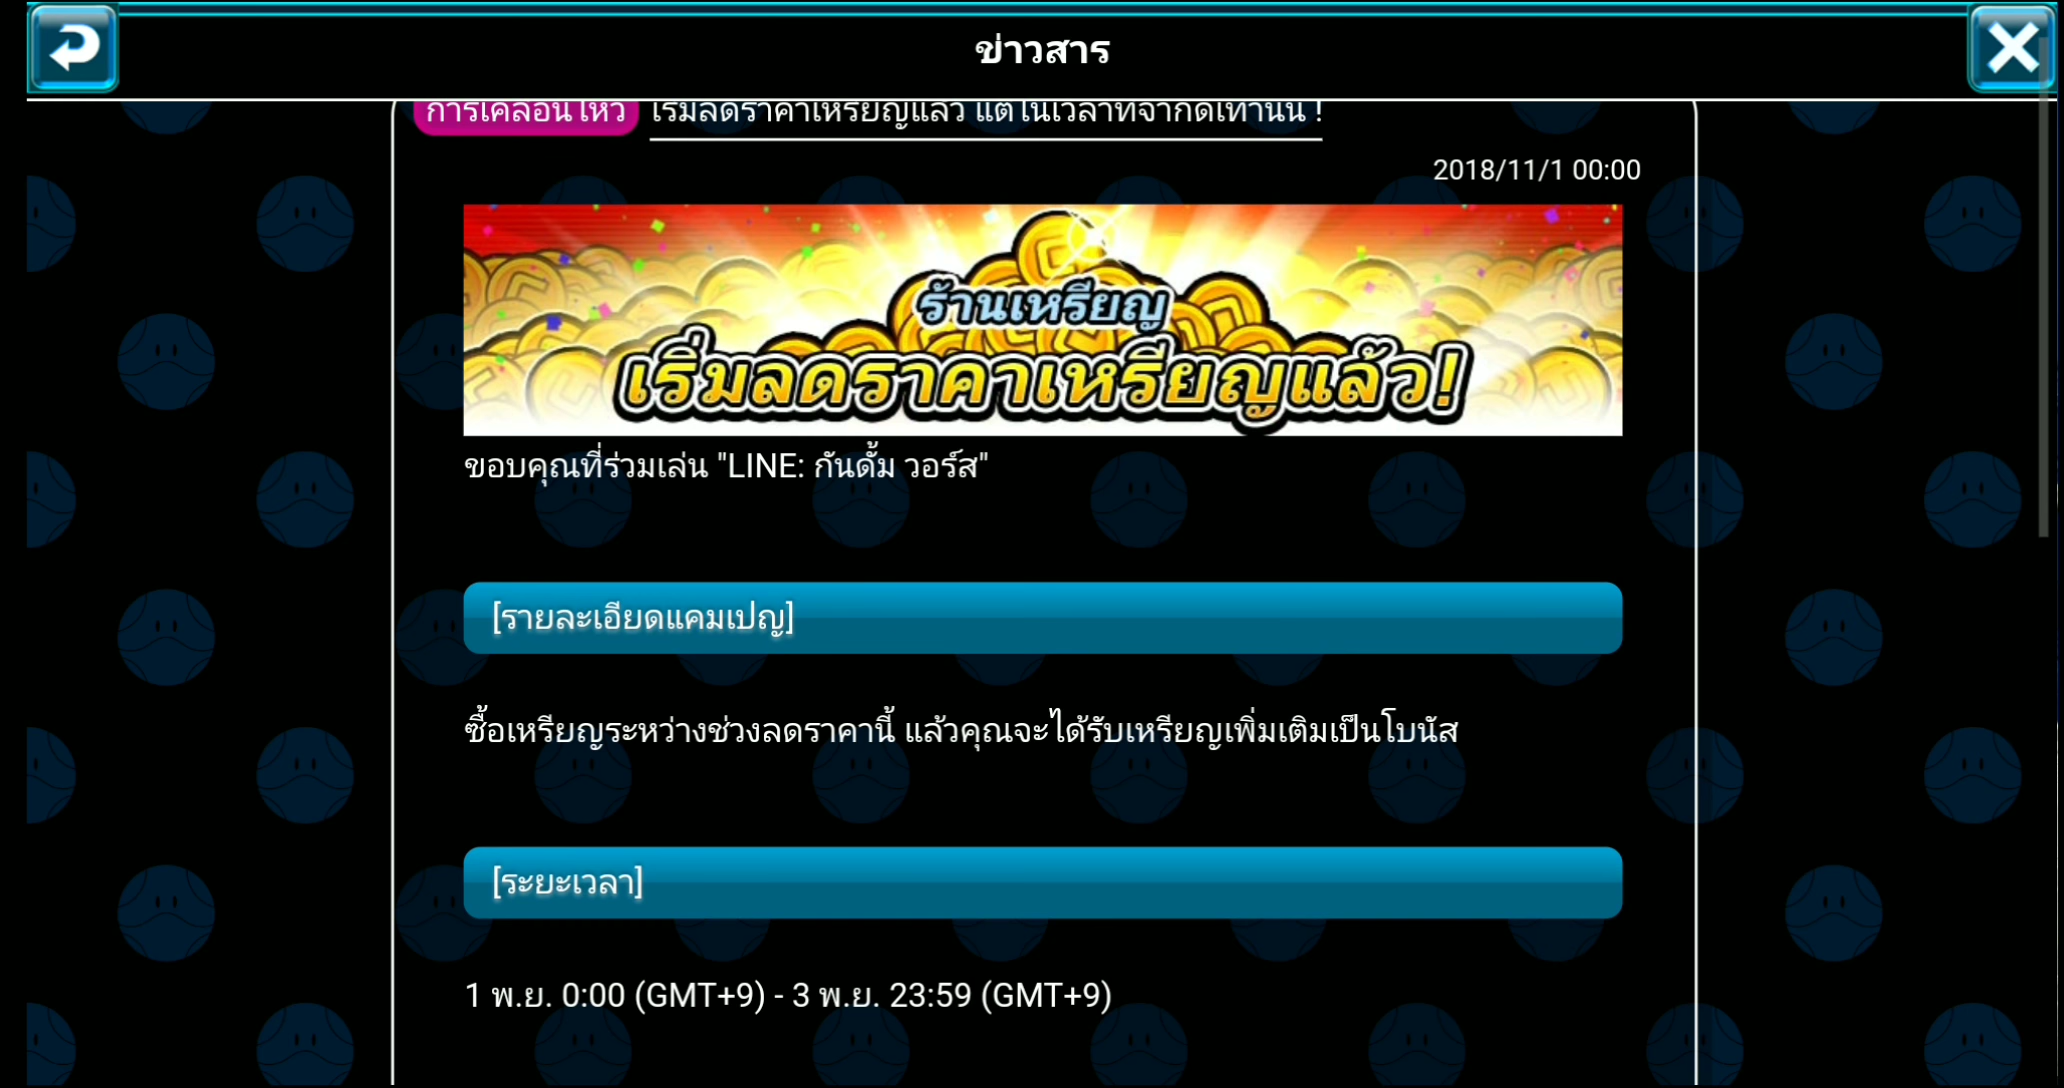 ข่าวสาร
การเคลื่อนไหว เริ่มลดราคาเหรียญแล้ว แต่ในเวลาที่จำกัดเท่านั้น !
2018/11/1 00:00
ร้านเหรียญ
เริ่มลดราคาเหรียญแล้ว!
ขอบคุณที่ร่วมเล่น "LINE: กันดั้ม วอร์ส"
[รายละเอียดแคมเปญ]
ซื้อเหรียญระหว่างช่วงลดราคานี้ แล้วคุณจะได้รับเหรียญเพิ่มเติมเป็นโบนัส
[ระยะเวลา]
1 พ.ย. 0:00 (GMT+9) - 3 พ.ย. 23:59 (GMT+9)